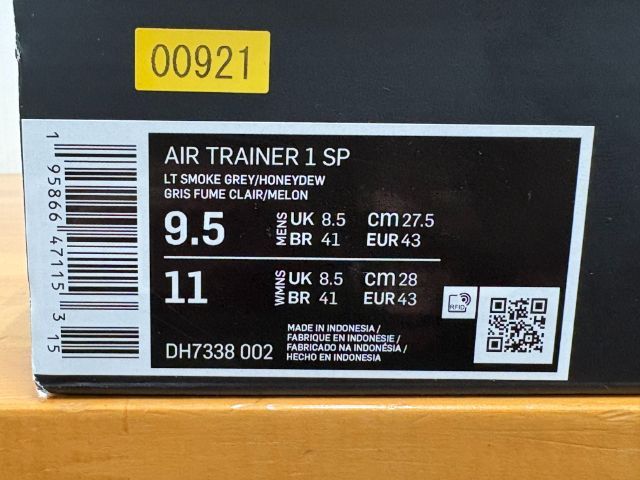 00921
AIR TRAINER 1 SP
LT SMOKE GREY/HONEYDEW
GRIS FUME CLAIR/MELON
9.5 MENS UK 8.5 cm 27.5
BR 41 EUR 43
11 WMNS UK 8.5 cm 28
BR 41 EUR 43
RFID
MADE IN INDONESIA /
FABRIQUE EN INDONESIE /
FABRICADO NA INDONÉSIA /
HECHO EN INDONESIA
DH7338 002
1 95866 47115 3 15